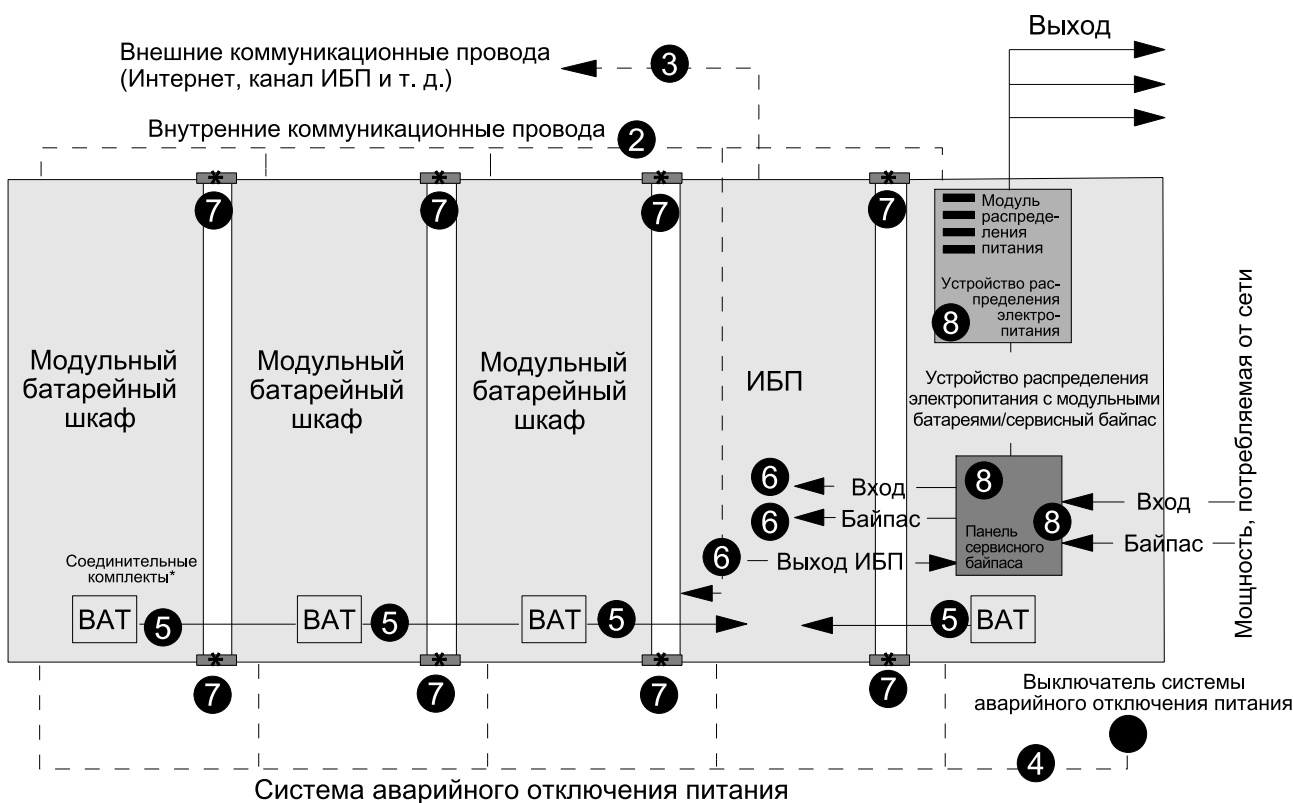 Выход
Внешние коммуникационные провода
(Интернет, канал ИБП и т. д.)
3
Внутренние коммуникационные провода
2
7
7
7
7
Модуль
распреде-
ления
питания
Устройство рас-
пределения
электро-
питания
8
Модульный
батарейный
шкаф
Модульный
батарейный
шкаф
Модульный
батарейный
шкаф
ИБП
Устройство распределения
электропитания с модульными
батареями/сервисный байпас
Мощность, потребляемая от сети
6
Вход
8
Вход
6
Байпас
8
Байпас
6
Выход ИБП
Панель
сервисного
байпаса
Соединительные
комплекты*
BAT
5
BAT
5
BAT
5
5
BAT
*
*
*
*
*
*
*
*
7
7
7
7
Выключатель системы
аварийного отключения питания
4
Система аварийного отключения питания